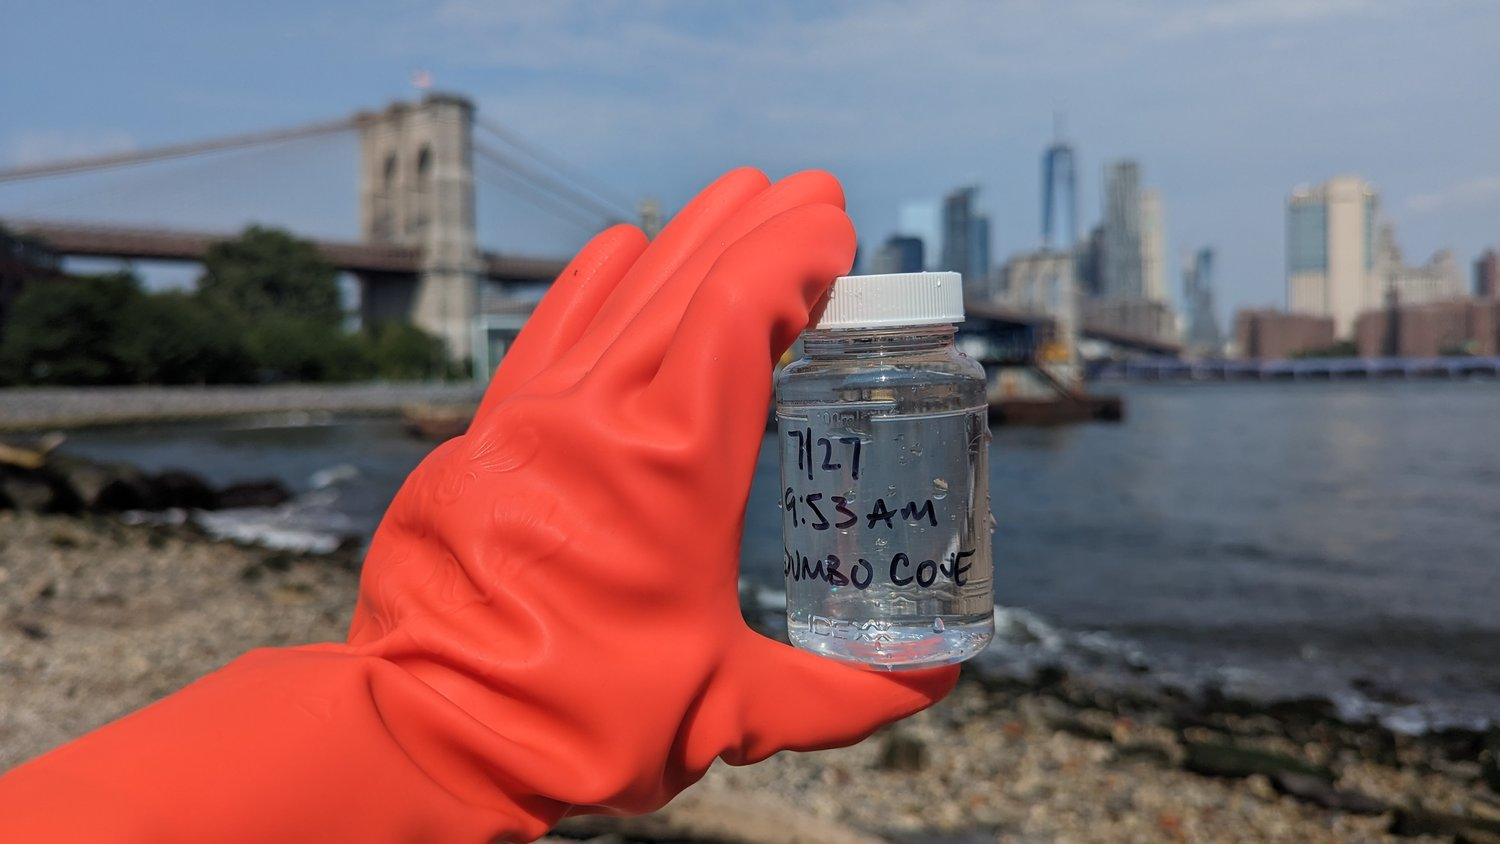 7/27
9:53 AM
DUMBO COVE
IDEXX